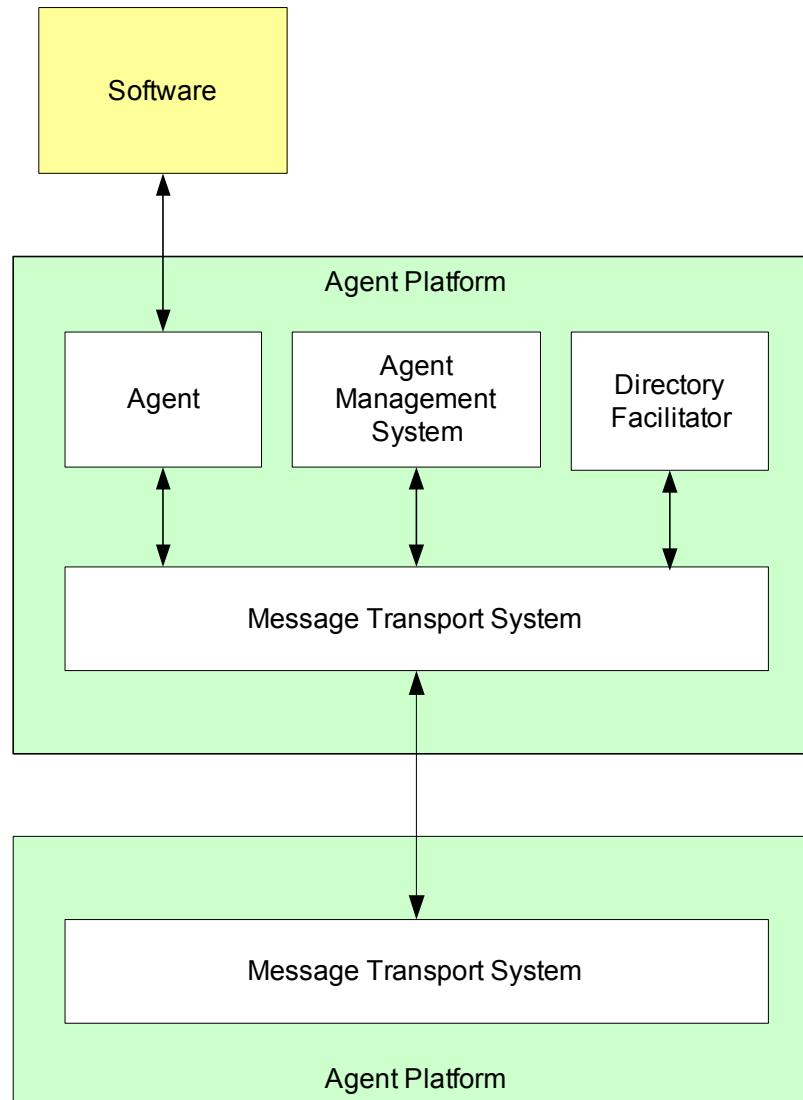 Software
Agent Platform
Agent
Agent
Management
System
Directory
Facilitator
Message Transport System
Message Transport System
Agent Platform